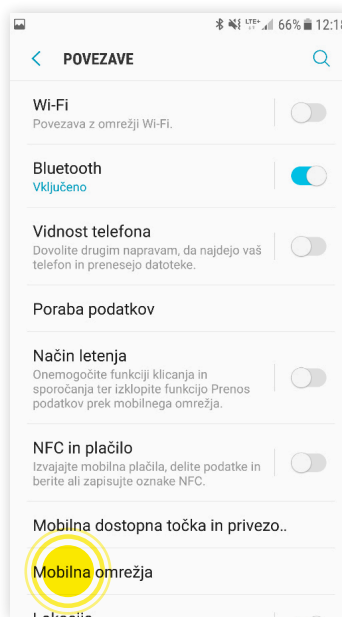 LTE+ 66% 12:18
POVEZAVE
Wi-Fi
Povezava z omrežji Wi-Fi.
Bluetooth
Vključeno
Vidnost telefona
Dovolite drugim napravam, da najdejo vaš
telefon in prenesejo datoteke.
Poraba podatkov
Način letenja
Onemogočite funkciji klicanja in
sporočanja ter izklopite funkcijo Prenos
podatkov prek mobilnega omrežja.
NFC in plačilo
Izvajajte mobilna plačila, delite podatke in
berite ali zapisujte oznake NFC.
Mobilna dostopna točka in privezo..
Mobilna omrežja